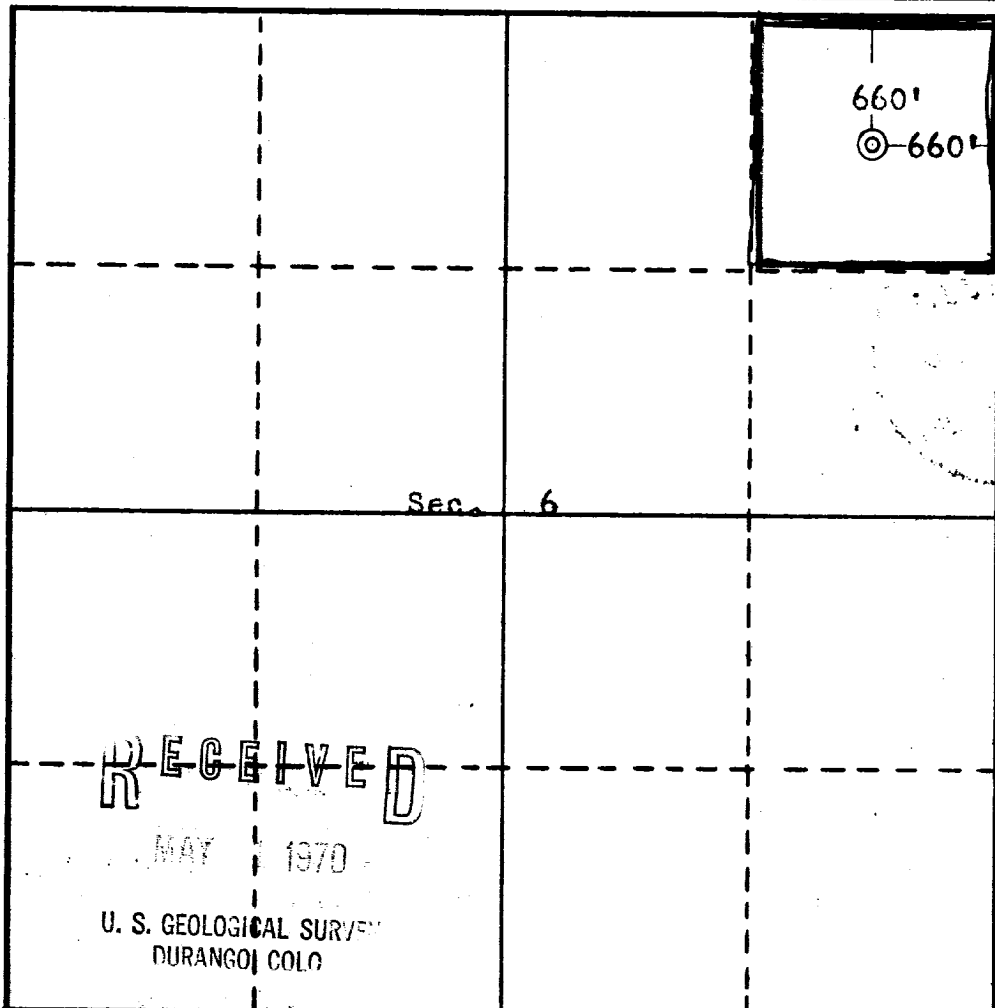 660'
660'
Sec. 6
RECEIVED
MAY 1970
U. S. GEOLOGICAL SURVEY
DURANGO, COLO